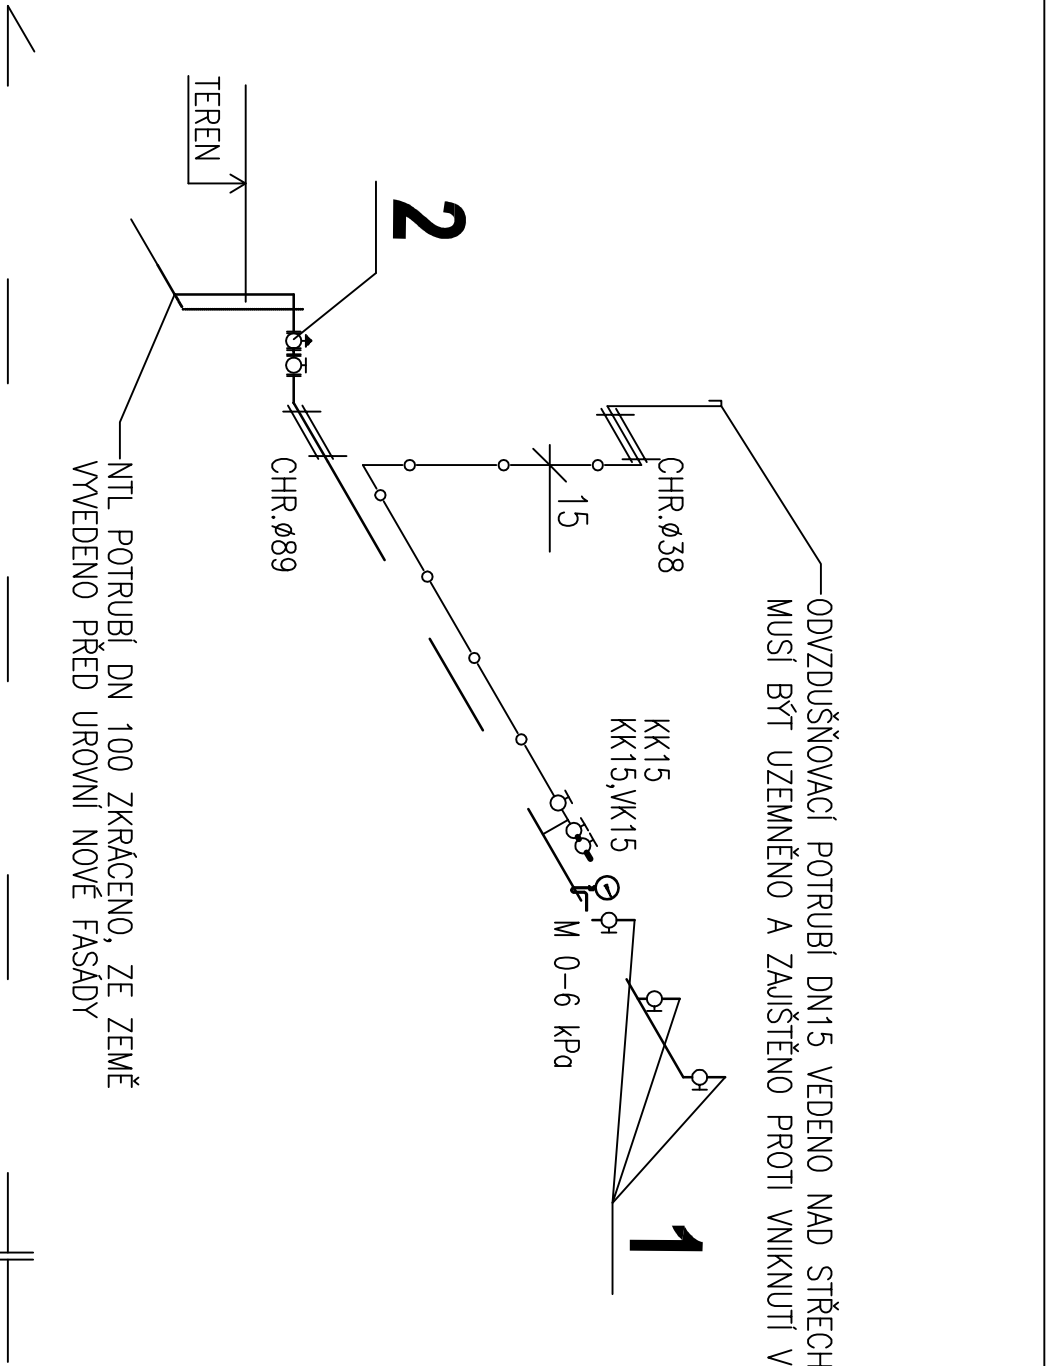 ODVZDUŠŇOVACÍ POTRUBÍ DN15 VEDENO NAD STŘECH
MUSÍ BÝT UZEMNĚNO A ZAJIŠTĚNO PROTI VNIKNUTÍ V
1
CHR.ø38
KK15
KK15,VK15
15
M 0-6 kPa
2
CHR.ø89
TEREN
NTL POTRUBÍ DN 100 ZKRÁCENO, ZE ZEMĚ
VYVEDENO PŘED UROVNÍ NOVÉ FASÁDY